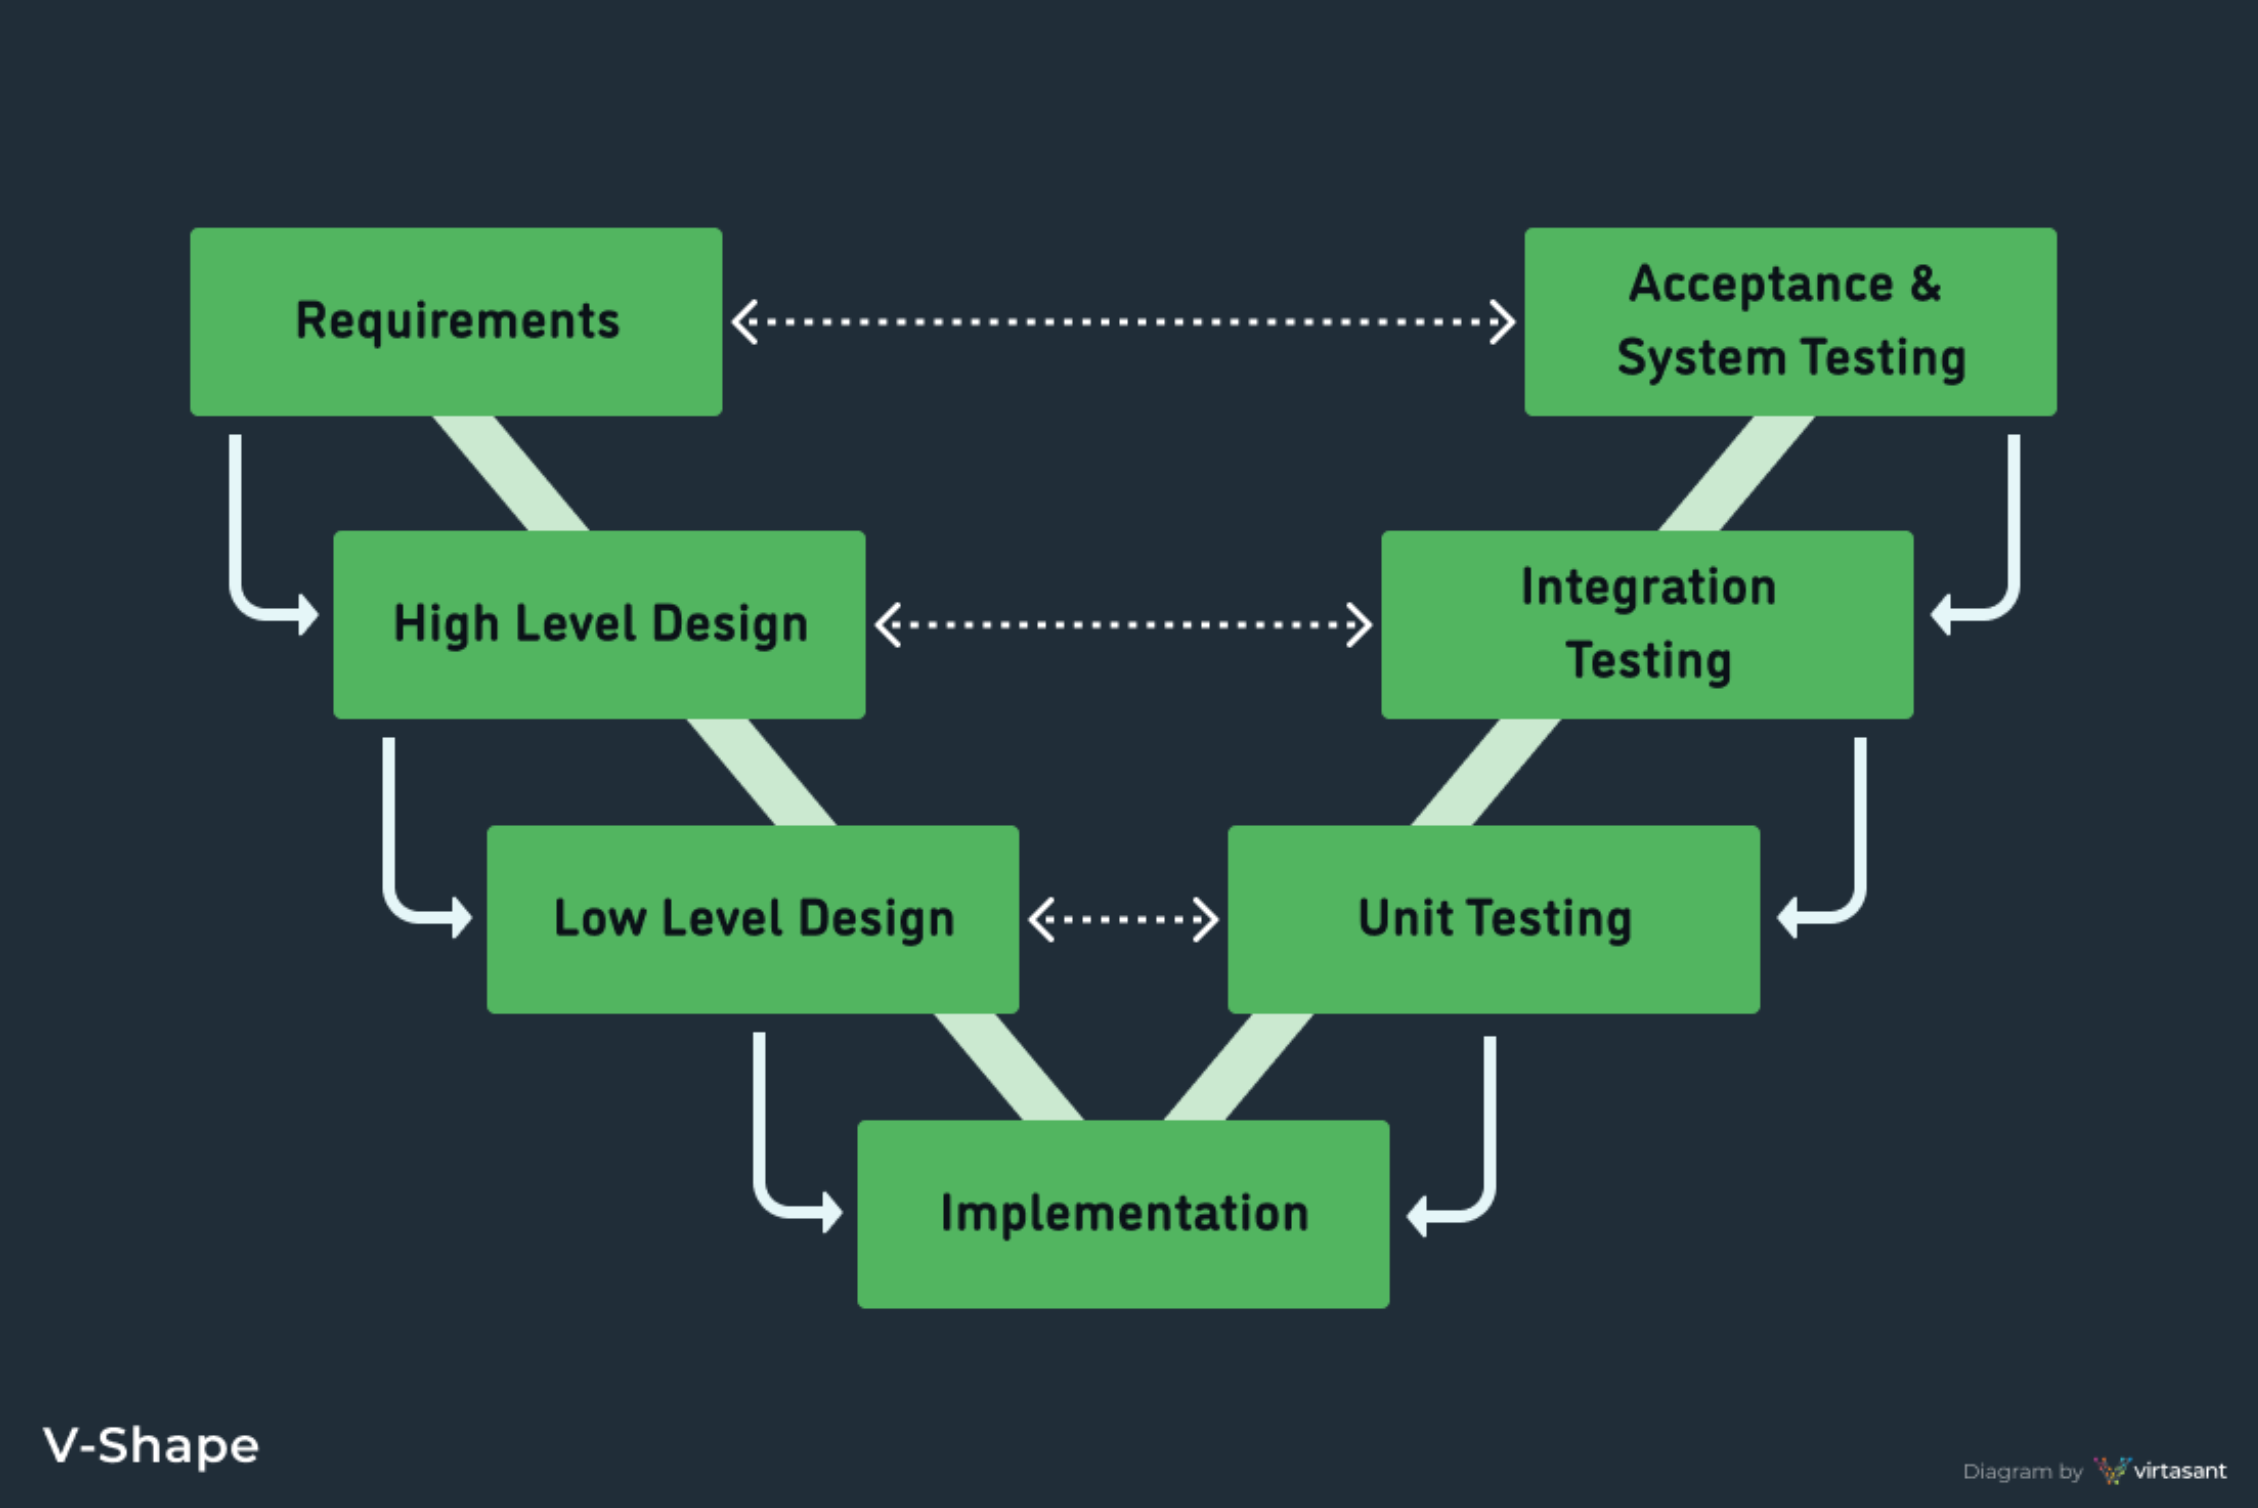 Requirements
Acceptance &
System Testing
High Level Design
Integration
Testing
Low Level Design
Unit Testing
Implementation
V-Shape
Diagram by virtasant